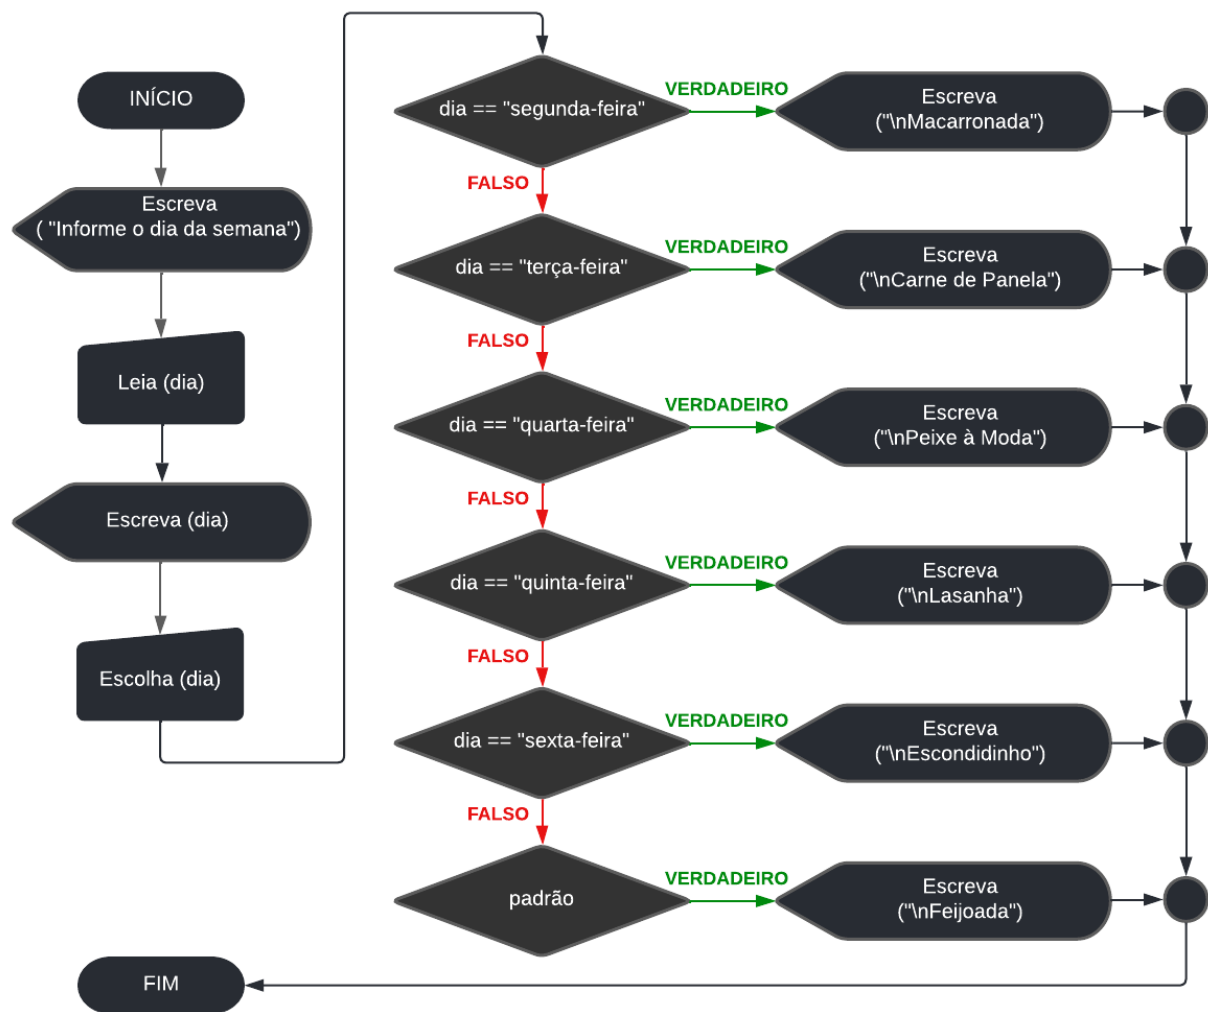 INÍCIO
Escreva
( "Informe o dia da semana")
Leia (dia)
Escreva (dia)
Escolha (dia)
dia == "segunda-feira"
VERDADEIRO
Escreva
("\nMacarronada")
FALSO
dia == "terça-feira"
VERDADEIRO
Escreva
("\nCarne de Panela")
FALSO
dia == "quarta-feira"
VERDADEIRO
Escreva
("\nPeixe à Moda")
FALSO
dia == "quinta-feira"
VERDADEIRO
Escreva
("\nLasanha")
FALSO
dia == "sexta-feira"
VERDADEIRO
Escreva
("\nEscondidinho")
FALSO
padrão
VERDADEIRO
Escreva
("\nFeijoada")
FIM